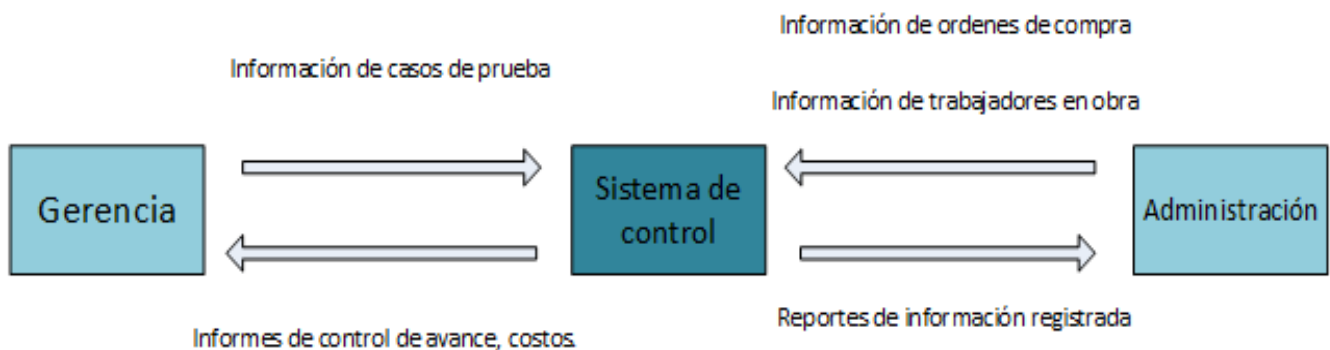 Información de ordenes de compra
Información de casos de prueba
Información de trabajadores en obra
Gerencia
Sistema de
control
Administración
Informes de control de avance, costos.
Reportes de información registrada